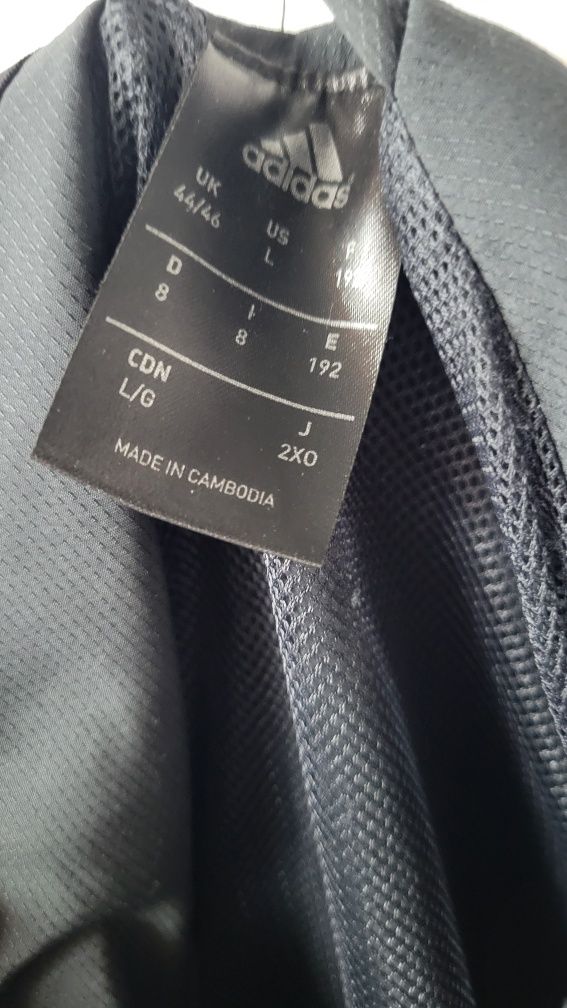 adidas
UK US F
44/46 L
D I E
8 8 192
CDN J
L/G 2XO
MADE IN CAMBODIA